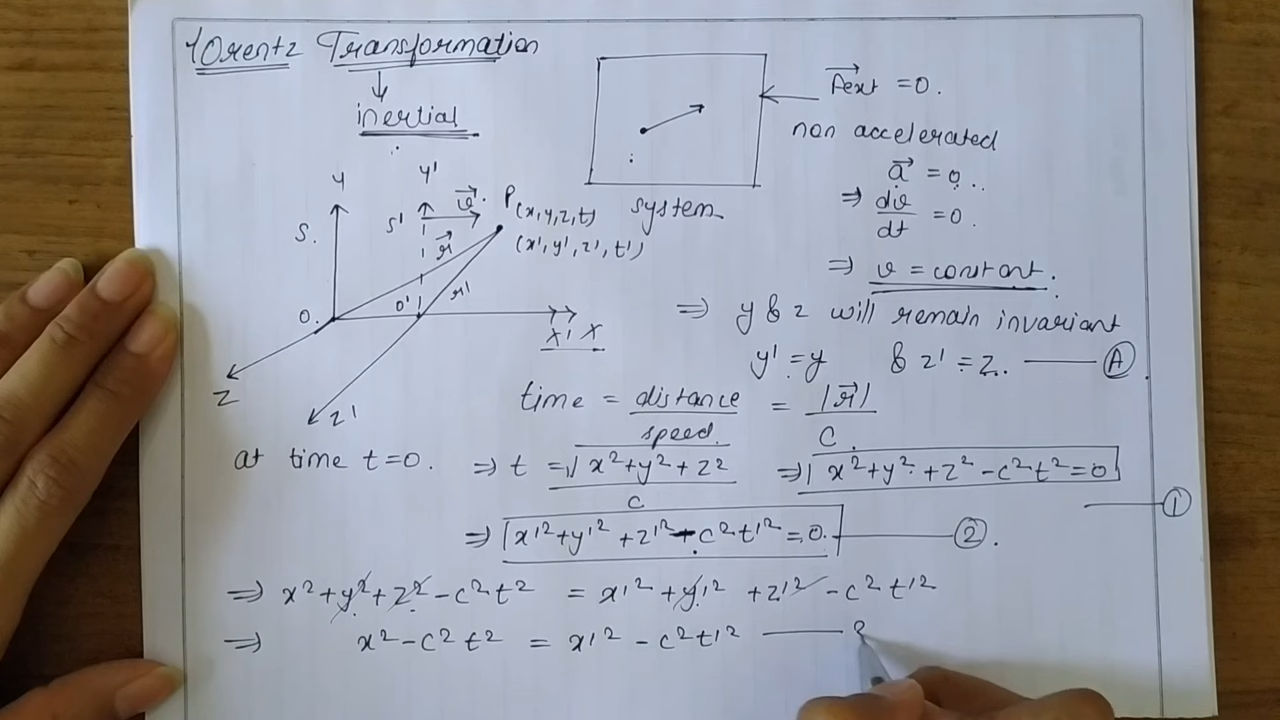 Lorentz Transformation
inertial
F⃗ext = 0.
non accelerated
a⃗ = 0..
⇒ dv/dt = 0.
⇒ v = constant.
system
y
S.
O.
Z
y'
S'
v⃗.
O'
r⃗
r'
P(x,y,z,t)
(x',y',z',t')
X' X
Z'
⇒ y & z will remain invariant
y' = y & z' = z. —— Ⓐ
time = distance/speed. = |r⃗|/c.
at time t=0. ⇒ t = √x²+y²+z²/c ⇒ x²+y²+z²-c²t²=0 —— ①
⇒ x'²+y'²+z'²-c²t'²=0. —— ②.
⇒ x²+y²+z²-c²t² = x'²+y'²+z'²-c²t'²
⇒ x²-c²t² = x'²-c²t'² ——